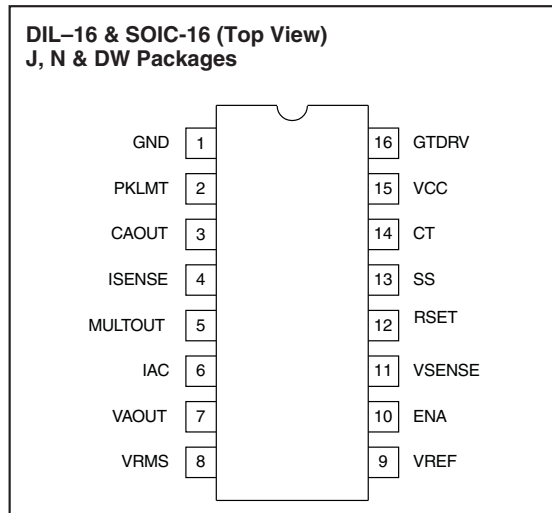 DIL–16 & SOIC-16 (Top View)
J, N & DW Packages
GND 1 16 GTDRV
PKLMT 2 15 VCC
CAOUT 3 14 CT
ISENSE 4 13 SS
MULTOUT 5 12 RSET
IAC 6 11 VSENSE
VAOUT 7 10 ENA
VRMS 8 9 VREF